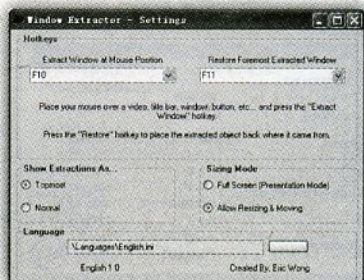 Window Extractor - Settings
Hotkeys
Extract Window at Mouse Position
Restore Foremost Extracted Window
F10
F11
Place your mouse over a video, title bar, window, button, etc... and press the "Extract Window" hotkey.
Press the "Restore" hotkey to place the extracted object back where it came from.
Show Extractions As...
Sizing Mode
Topmost
Full Screen (Presentation Mode)
Normal
Allow Resizing & Moving
Language
\Languages\English.ini
English 1.0
Created By: Eric Wong